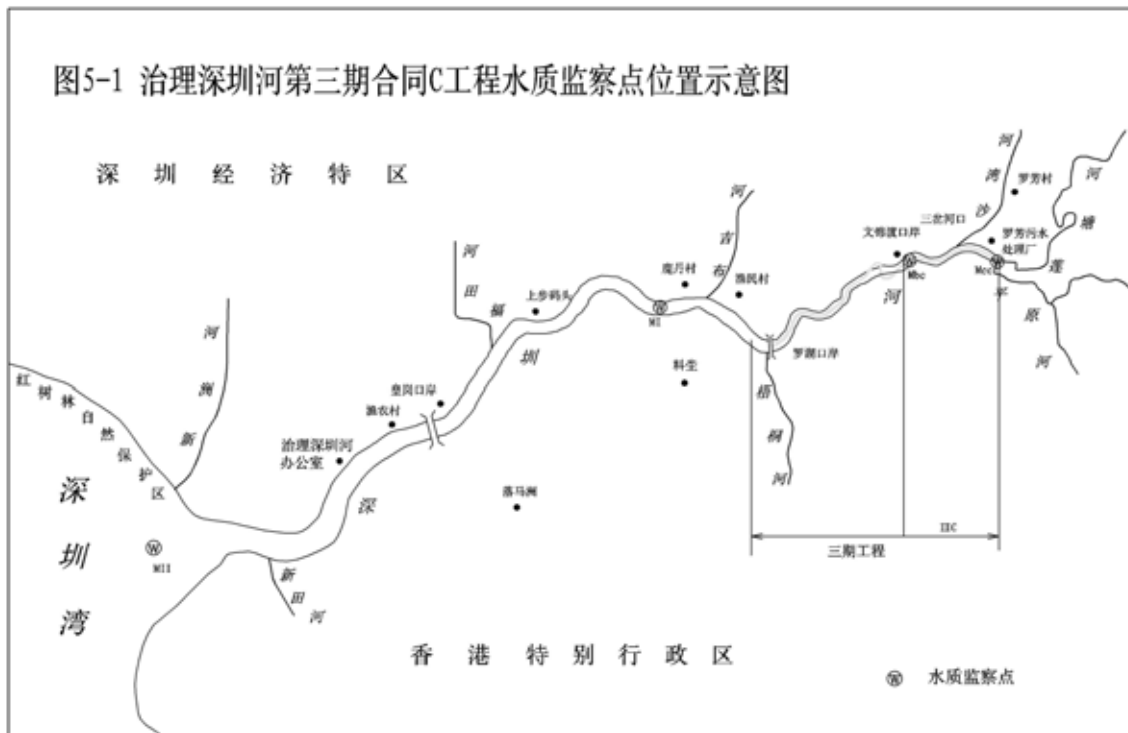 图5-1 治理深圳河第三期合同C工程水质监察点位置示意图
深圳经济特区
河湾沙
罗芳村
河塘莲
三岔河口
文锦渡口岸
罗芳污水
处理厂
Mbc
Mcc
平原河
河吉布
鹿丹村
渔民村
MI
河田福
上步码头
罗湖口岸
梧桐河
料壆
深圳河
皇岗口岸
渔农村
治理深圳河
办公室
落马洲
河洲新
红树林自然保护区
深圳湾
MII
新田河
IIIC
三期工程
香港特别行政区
水质监察点